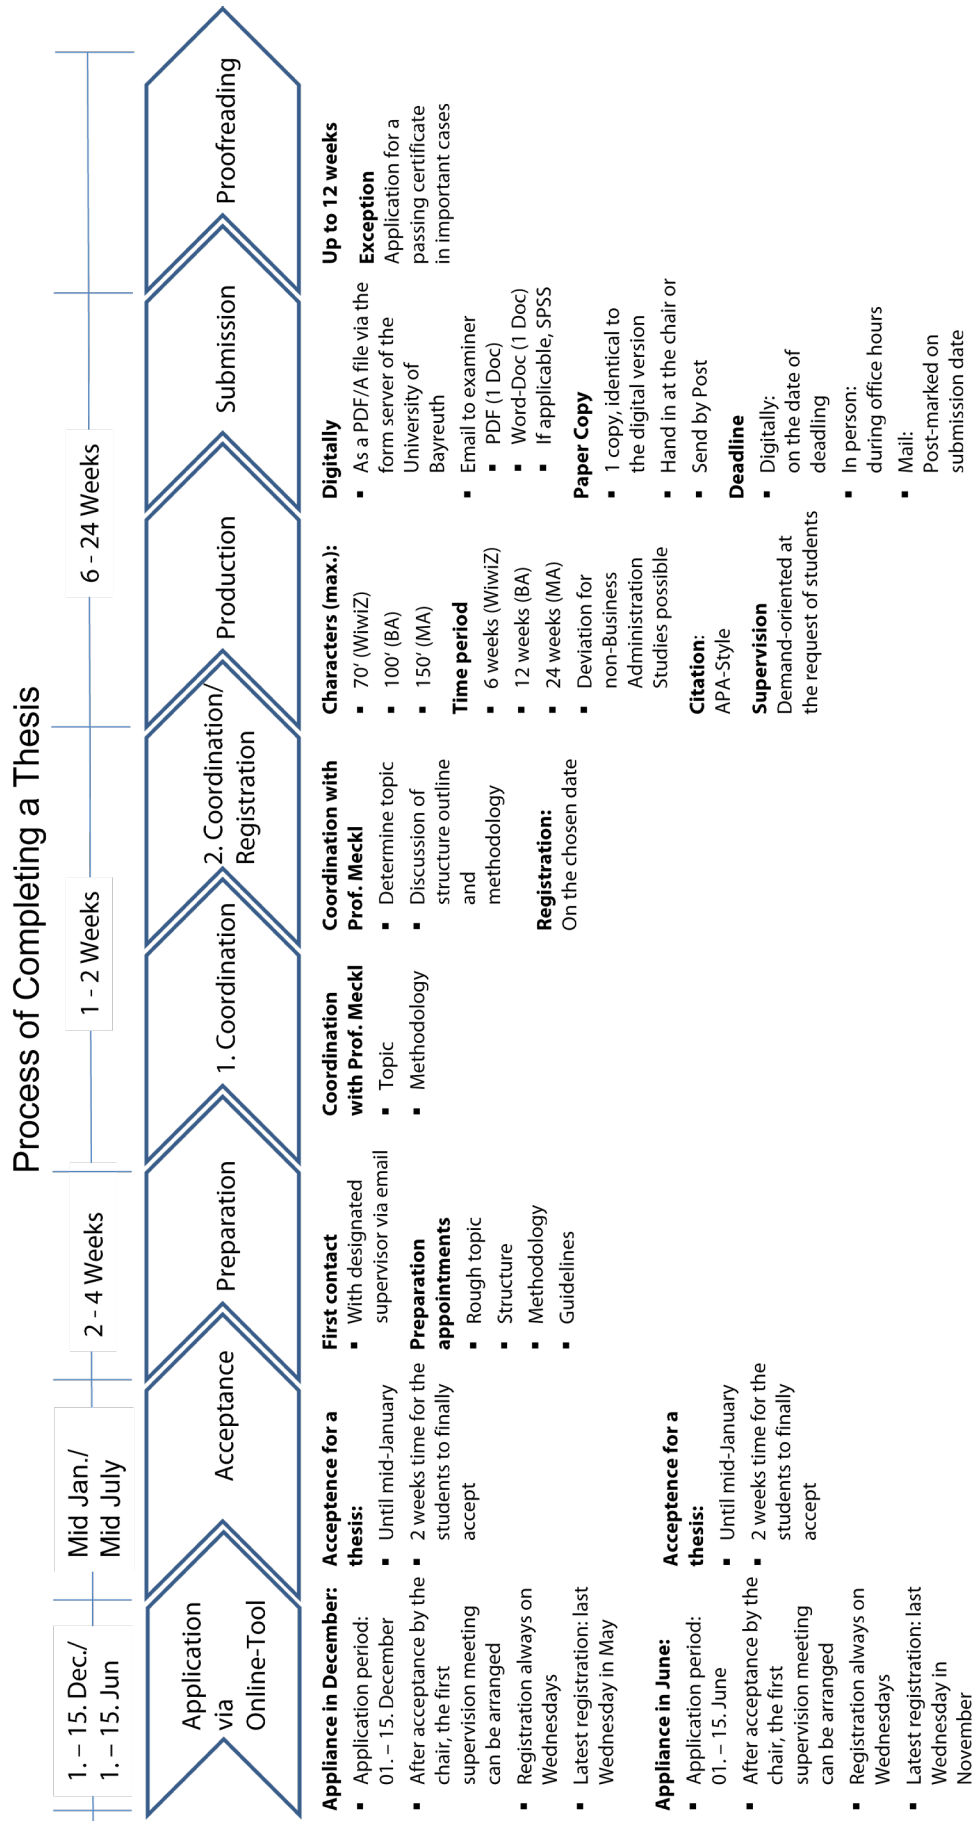 Process of Completing a Thesis
1. – 15. Dec./
1. – 15. Jun
Mid Jan./
Mid July
2 - 4 Weeks
1 - 2 Weeks
6 - 24 Weeks
Application
via
Online-Tool
Acceptance
Preparation
1. Coordination
2. Coordination/
Registration
Production
Submission
Proofreading
Appliance in December:
▪ Application period:
01. – 15. December
▪ After acceptance by the
chair, the first
supervision meeting
can be arranged
▪ Registration always on
Wednesdays
▪ Latest registration: last
Wednesday in May
Appliance in June:
▪ Application period:
01. – 15. June
▪ After acceptance by the
chair, the first
supervision meeting
can be arranged
▪ Registration always on
Wednesdays
▪ Latest registration: last
Wednesday in
November
Acceptence for a
thesis:
▪ Until mid-January
▪ 2 weeks time for the
students to finally
accept
Acceptence for a
thesis:
▪ Until mid-January
▪ 2 weeks time for the
students to finally
accept
First contact
▪ With designated
supervisor via email
Preparation
appointments
▪ Rough topic
▪ Structure
▪ Methodology
▪ Guidelines
Coordination
with Prof. Meckl
▪ Topic
▪ Methodology
Coordination with
Prof. Meckl
▪ Determine topic
▪ Discussion of
structure outline
and
methodology
Registration:
On the chosen date
Characters (max.):
▪ 70’ (WiwiZ)
▪ 100’ (BA)
▪ 150’ (MA)
Time period
▪ 6 weeks (WiwiZ)
▪ 12 weeks (BA)
▪ 24 weeks (MA)
▪ Deviation for
non-Business
Administration
Studies possible
Citation:
APA-Style
Supervision
Demand-oriented at
the request of students
Digitally
▪ As a PDF/A file via the
form server of the
University of
Bayreuth
▪ Email to examiner
▪ PDF (1 Doc)
▪ Word-Doc (1 Doc)
▪ If applicable, SPSS
Paper Copy
▪ 1 copy, identical to
the digital version
▪ Hand in at the chair or
▪ Send by Post
Deadline
▪ Digitally:
on the date of
deadling
▪ In person:
during office hours
▪ Mail:
Post-marked on
submission date
Up to 12 weeks
Exception
Application for a
passing certificate
in important cases